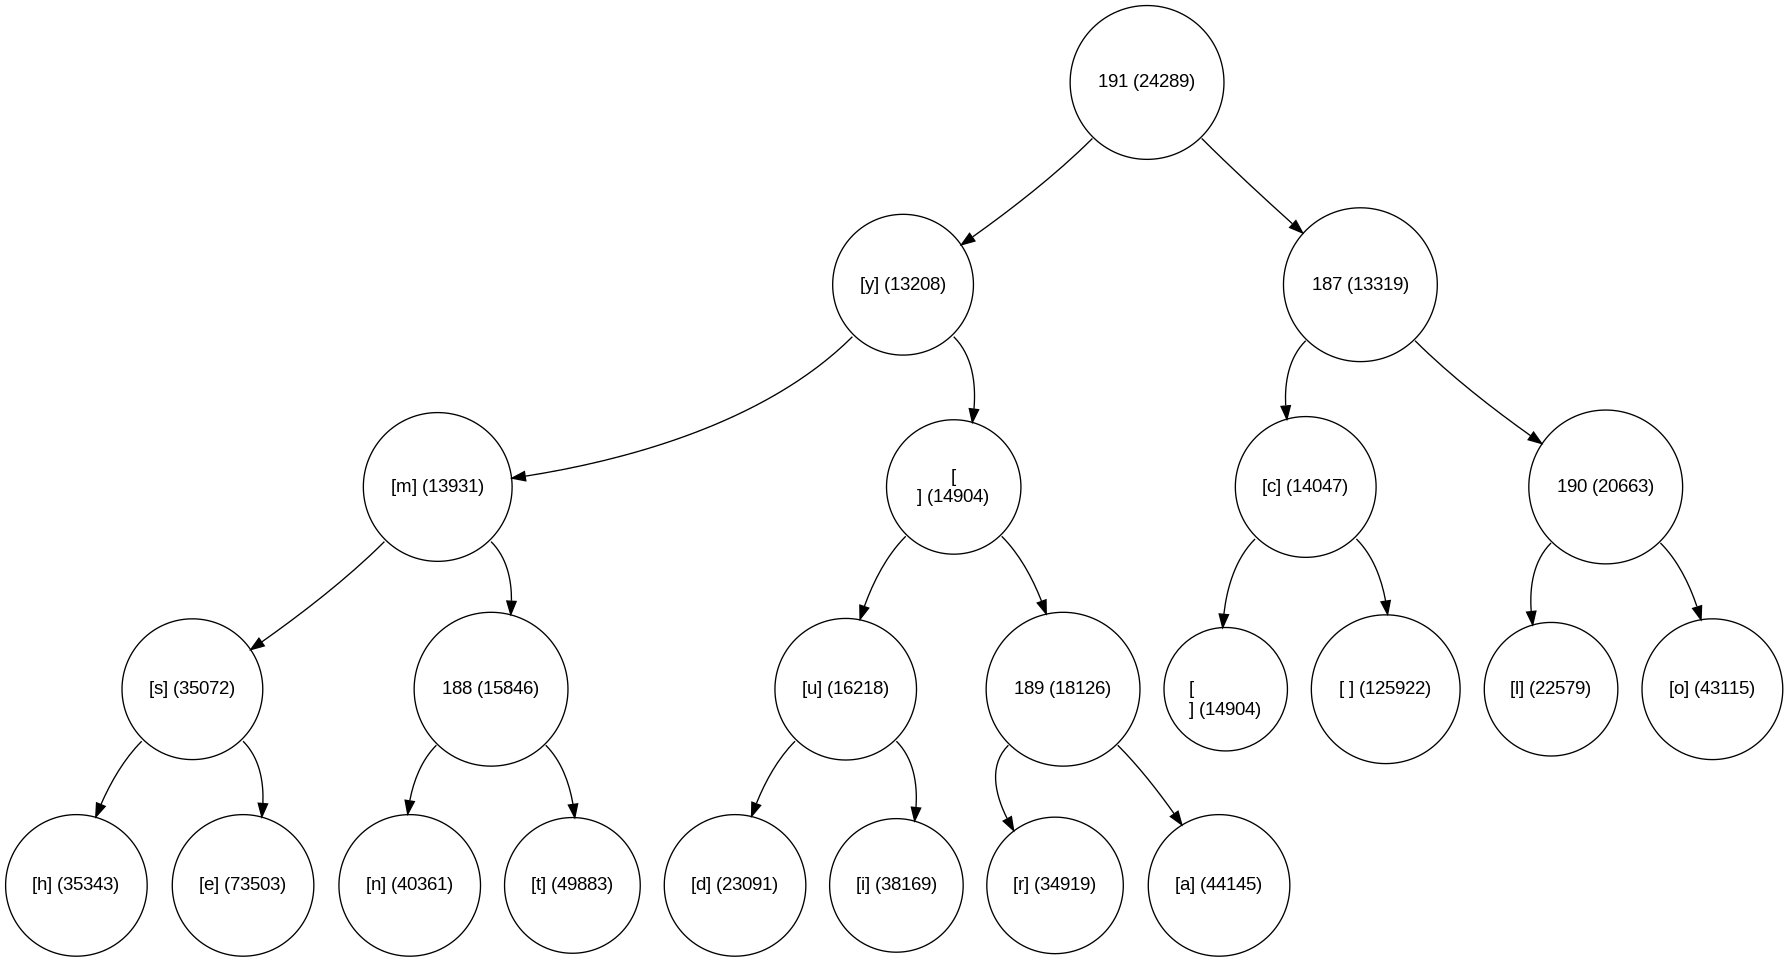 191 (24289)
[y] (13208)
187 (13319)
[m] (13931)
[
] (14904)
[c] (14047)
190 (20663)
[s] (35072)
188 (15846)
[u] (16218)
189 (18126)
[
] (14904)
[ ] (125922)
[l] (22579)
[o] (43115)
[h] (35343)
[e] (73503)
[n] (40361)
[t] (49883)
[d] (23091)
[i] (38169)
[r] (34919)
[a] (44145)